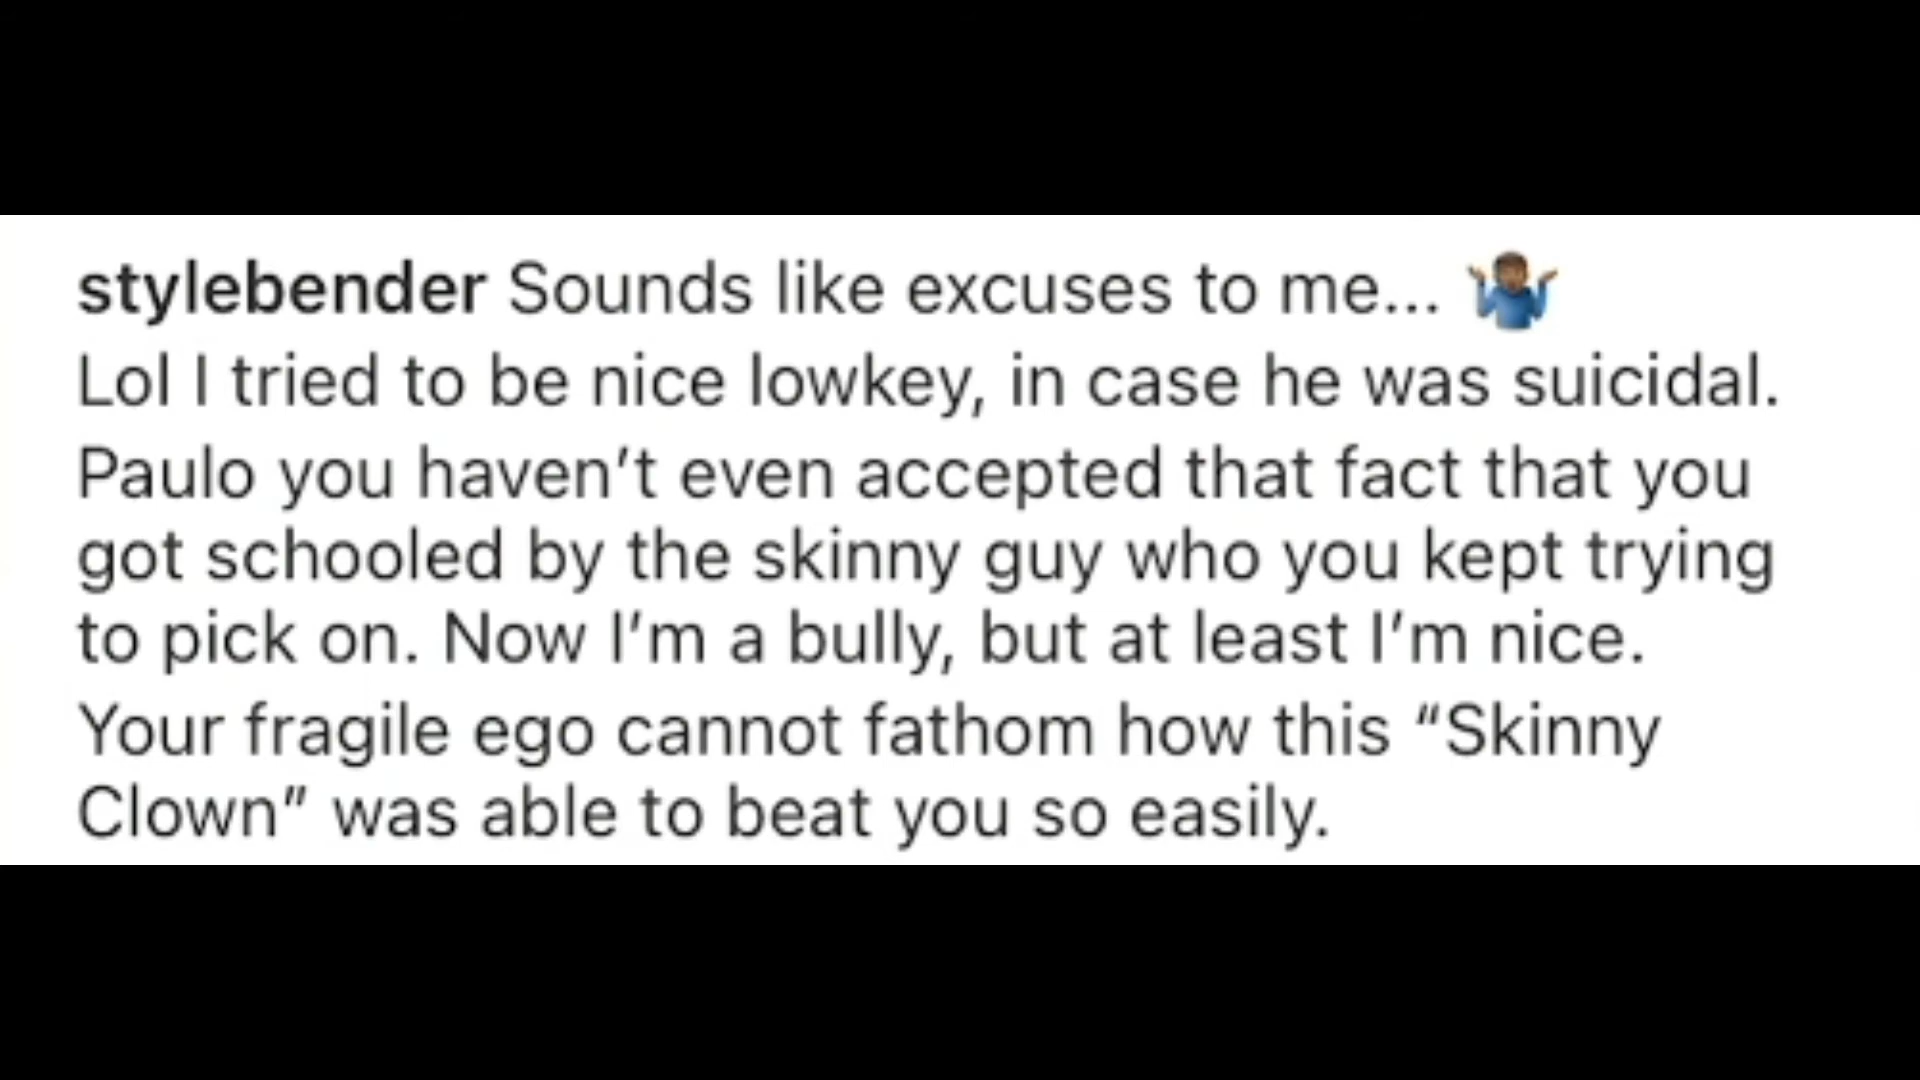 stylebender Sounds like excuses to me... 🤷🏾‍♂️
Lol I tried to be nice lowkey, in case he was suicidal.
Paulo you haven’t even accepted that fact that you
got schooled by the skinny guy who you kept trying
to pick on. Now I’m a bully, but at least I’m nice.
Your fragile ego cannot fathom how this “Skinny
Clown” was able to beat you so easily.